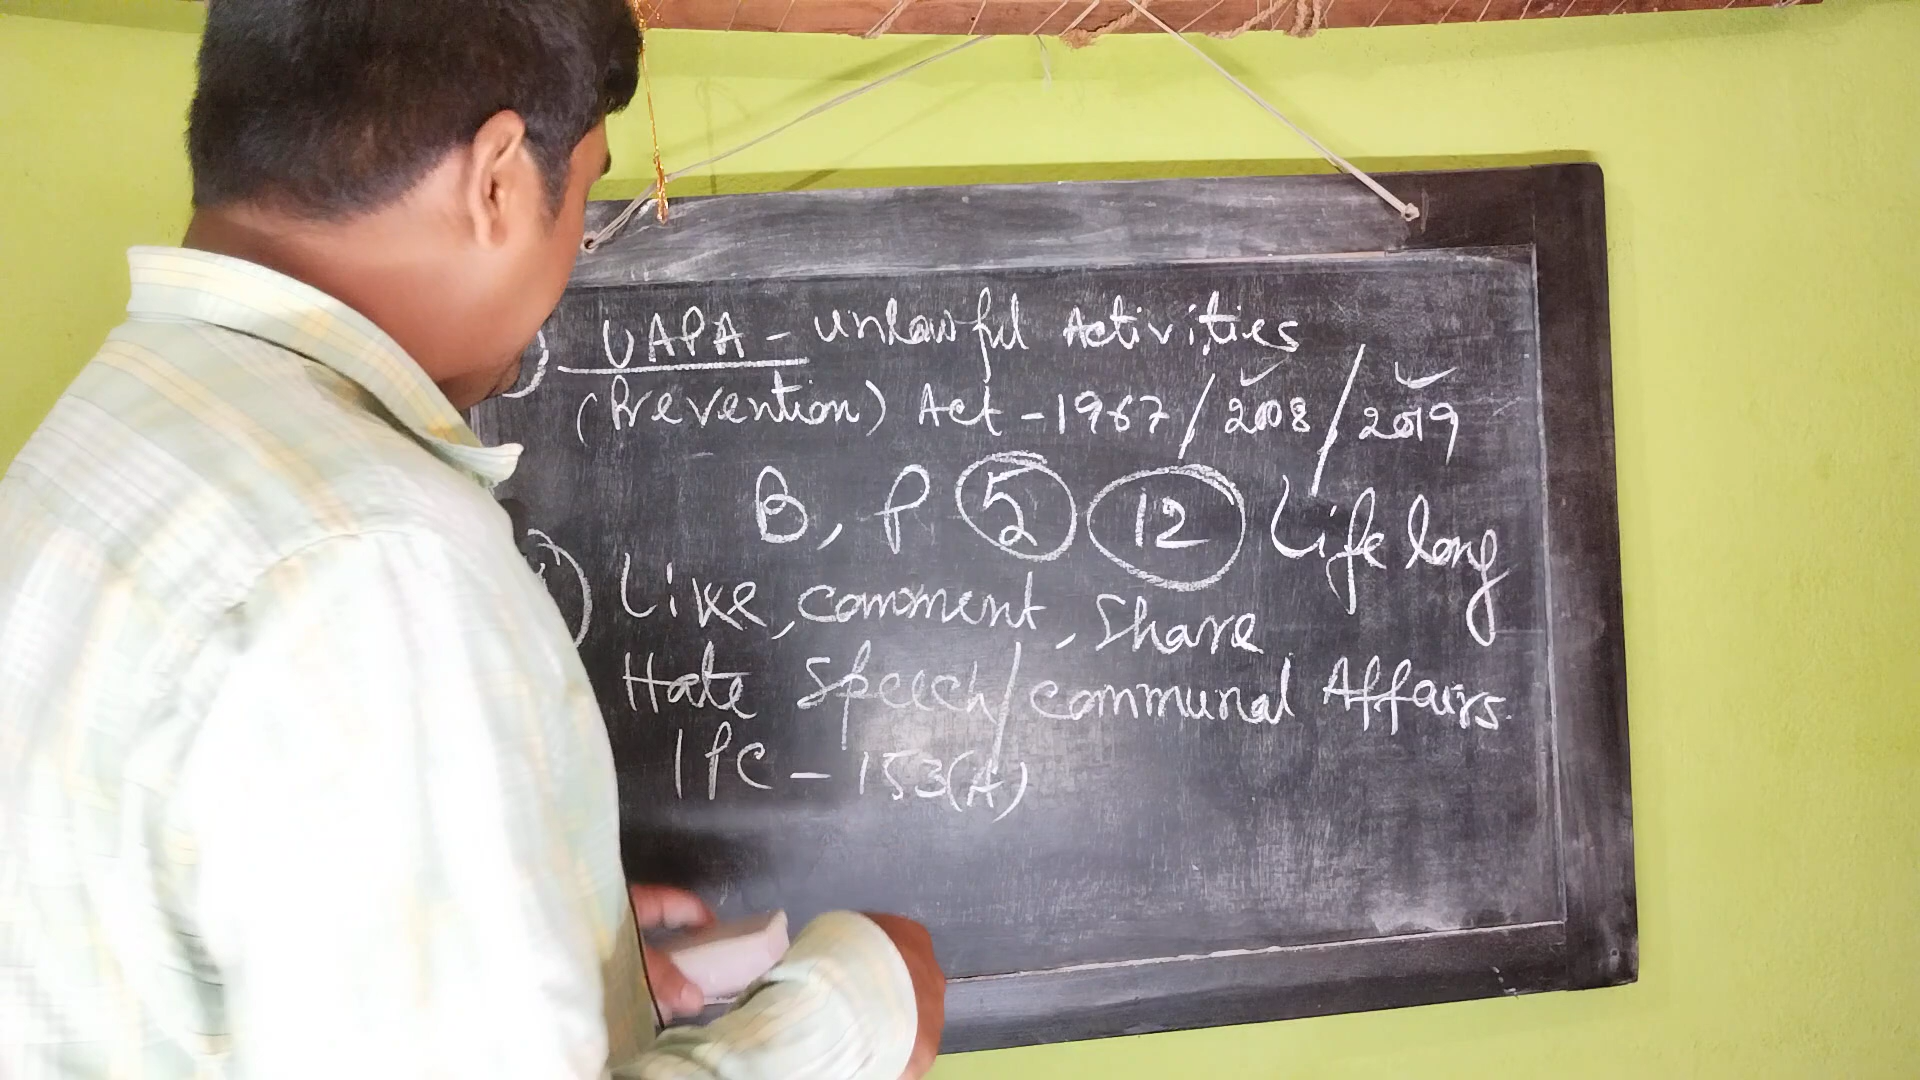 ) UAPA - unlawful Activities
(Prevention) Act - 1967 / 2008 / 2019
B, P 5 12 Life long
) Like, comment, Share
Hate Speech / communal Affairs.
IPC - 153(A)